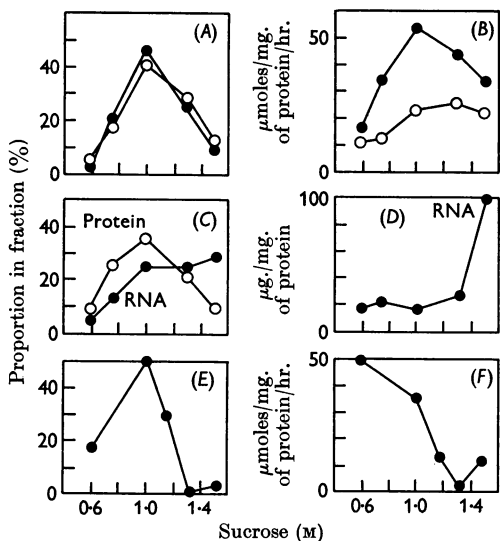 Proportion in fraction (%)
(A)
40
20
0
(B)
μmoles/mg.
of protein/hr.
50
0
(C)
Protein
RNA
40
20
0
(D)
RNA
μg./mg.
of protein
100
0
(E)
40
20
0
0·6
1·0
1·4
(F)
μmoles/mg.
of protein/hr.
50
0
0·6
1·0
1·4
Sucrose (M)